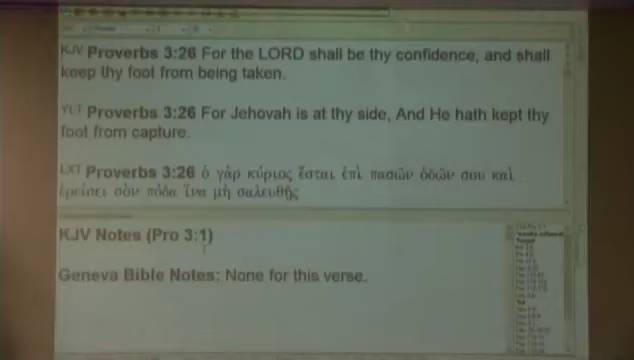 KJV Proverbs 3:26 For the LORD shall be thy confidence, and shall
keep thy foot from being taken.
YLT Proverbs 3:26 For Jehovah is at thy side, And He hath kept thy
foot from capture.
LXT Proverbs 3:26 ὁ γὰρ κύριος ἔσται ἐπὶ πασῶν ὁδῶν σου καὶ
ἐρείσει σὸν πόδα ἵνα μὴ σαλευθῇς
KJV Notes (Pro 3:1)
Geneva Bible Notes: None for this verse.